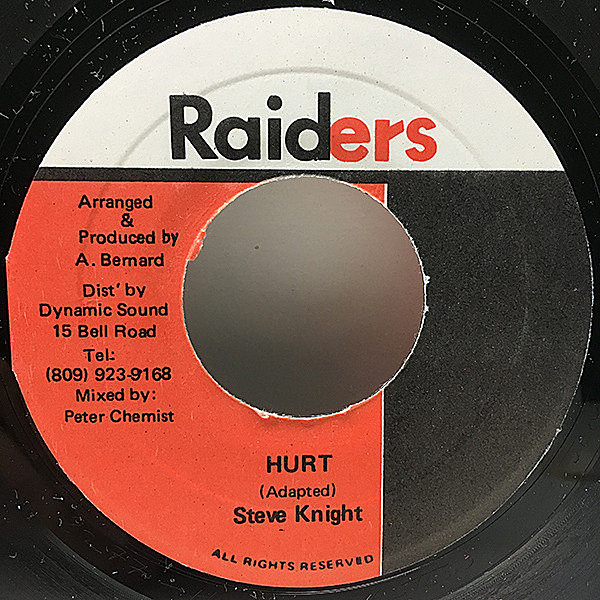 Raiders
Arranged
&
Produced by
A. Bernard
Dist' by
Dynamic Sound
15 Bell Road
Tel:
(809) 923-9168
Mixed by:
Peter Chemist
HURT
(Adapted)
Steve Knight
ALL RIGHTS RESERVED